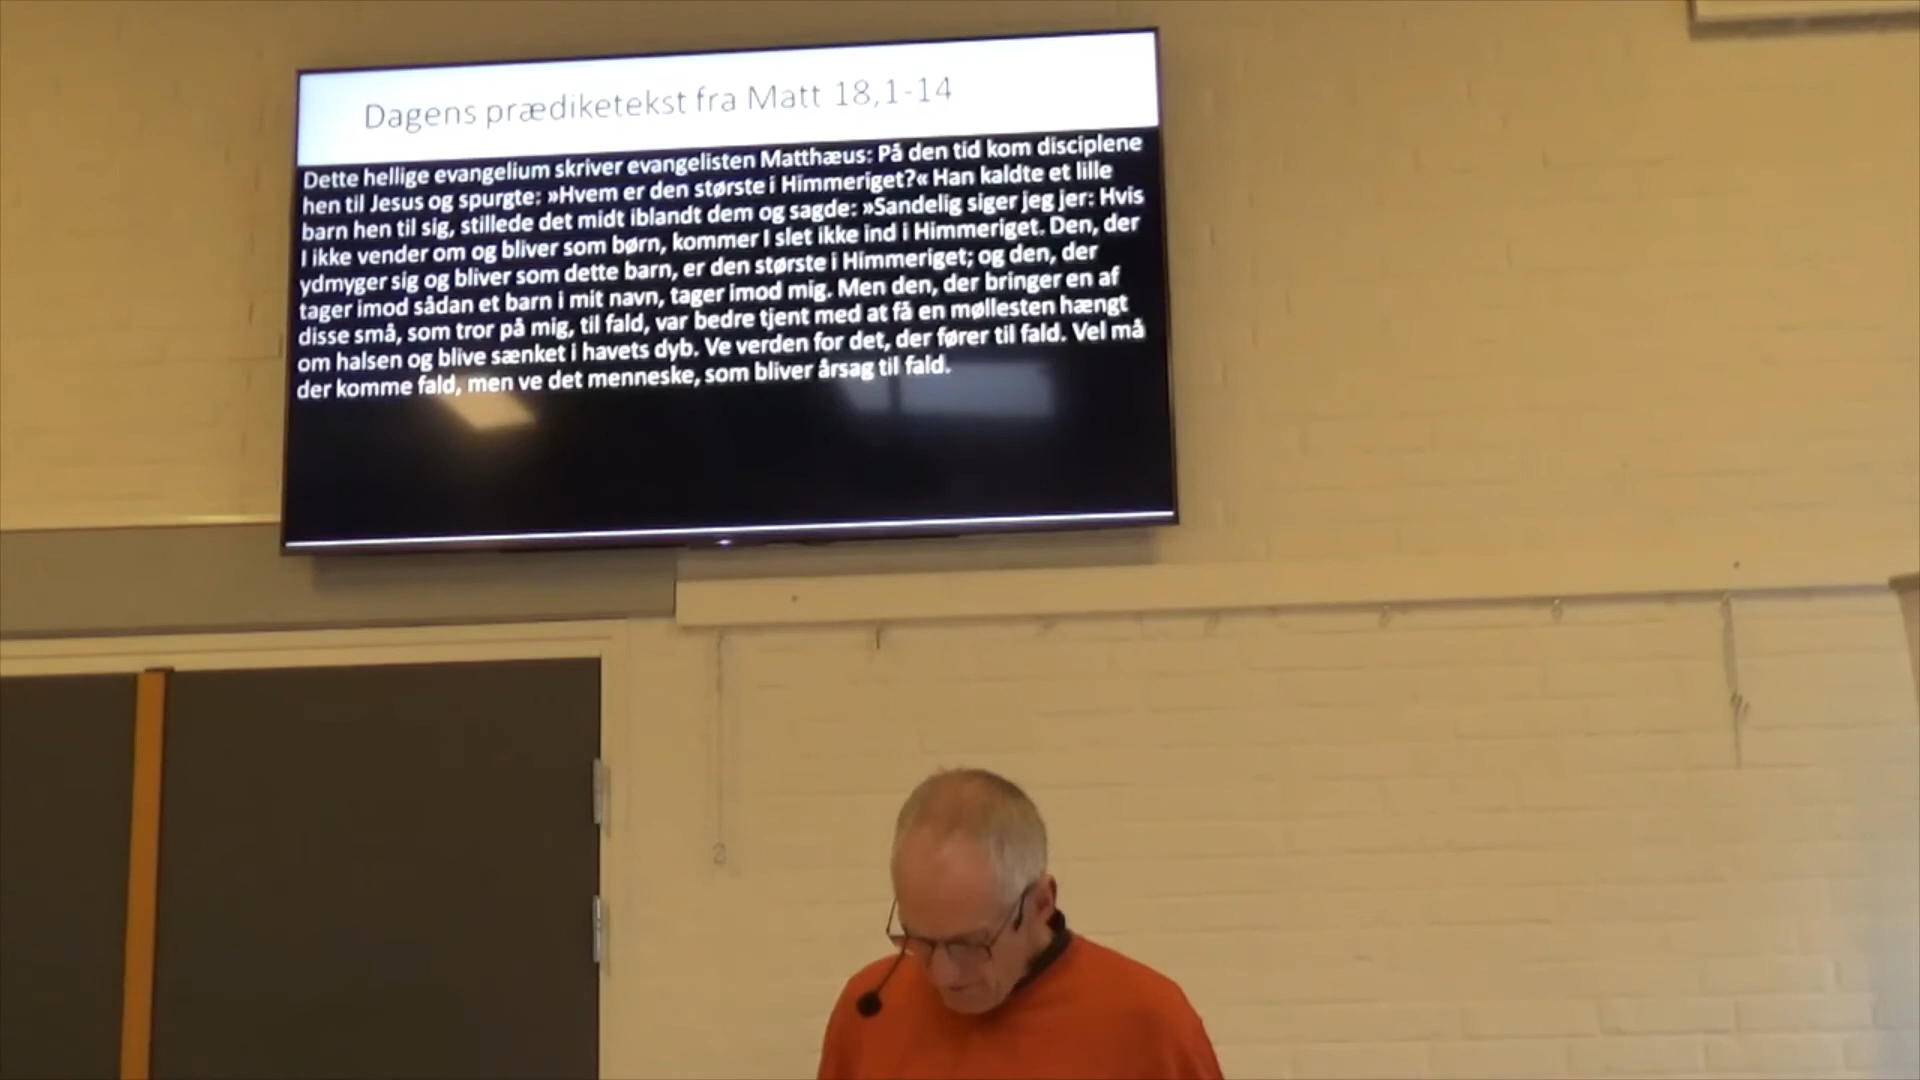 Dagens prædiketekst fra Matt 18,1-14
Dette hellige evangelium skriver evangelisten Matthæus: På den tid kom disciplene
hen til Jesus og spurgte: »Hvem er den største i Himmeriget?« Han kaldte et lille
barn hen til sig, stillede det midt iblandt dem og sagde: »Sandelig siger jeg jer: Hvis
I ikke vender om og bliver som børn, kommer I slet ikke ind i Himmeriget. Den, der
ydmyger sig og bliver som dette barn, er den største i Himmeriget; og den, der
tager imod sådan et barn i mit navn, tager imod mig. Men den, der bringer en af
disse små, som tror på mig, til fald, var bedre tjent med at få en møllesten hængt
om halsen og blive sænket i havets dyb. Ve verden for det, der fører til fald. Vel må
der komme fald, men ve det menneske, som bliver årsag til fald.